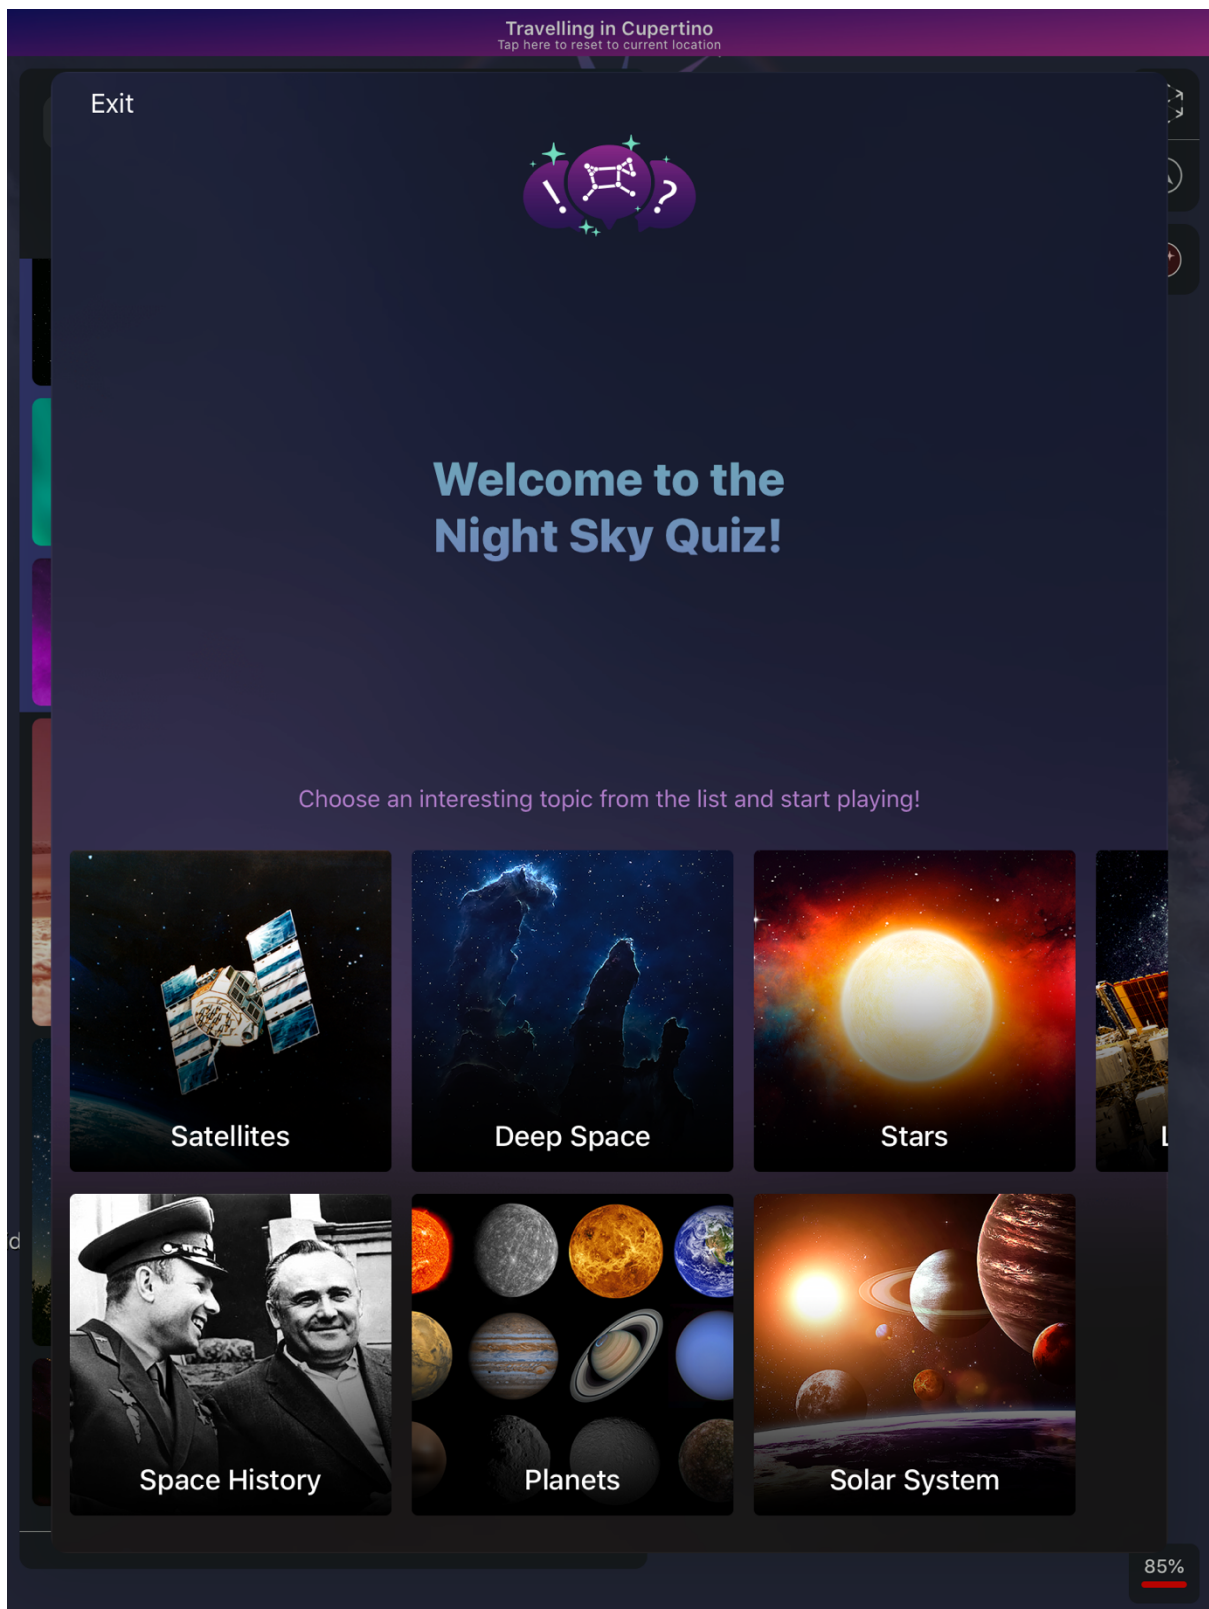 Travelling in Cupertino
Tap here to reset to current location
Exit
! ?
Welcome to the
Night Sky Quiz!
Choose an interesting topic from the list and start playing!
Satellites
Deep Space
Stars
L
Space History
Planets
Solar System
d
85%